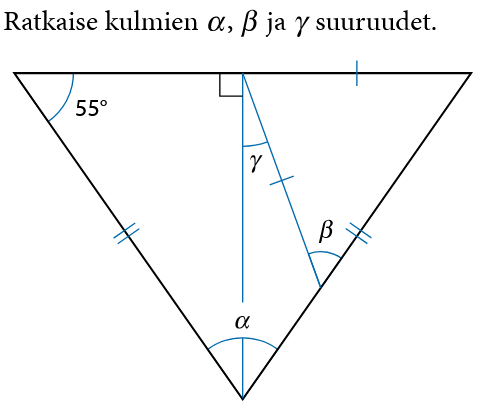 Ratkaise kulmien α, β ja γ suuruudet.
55°
γ
β
α